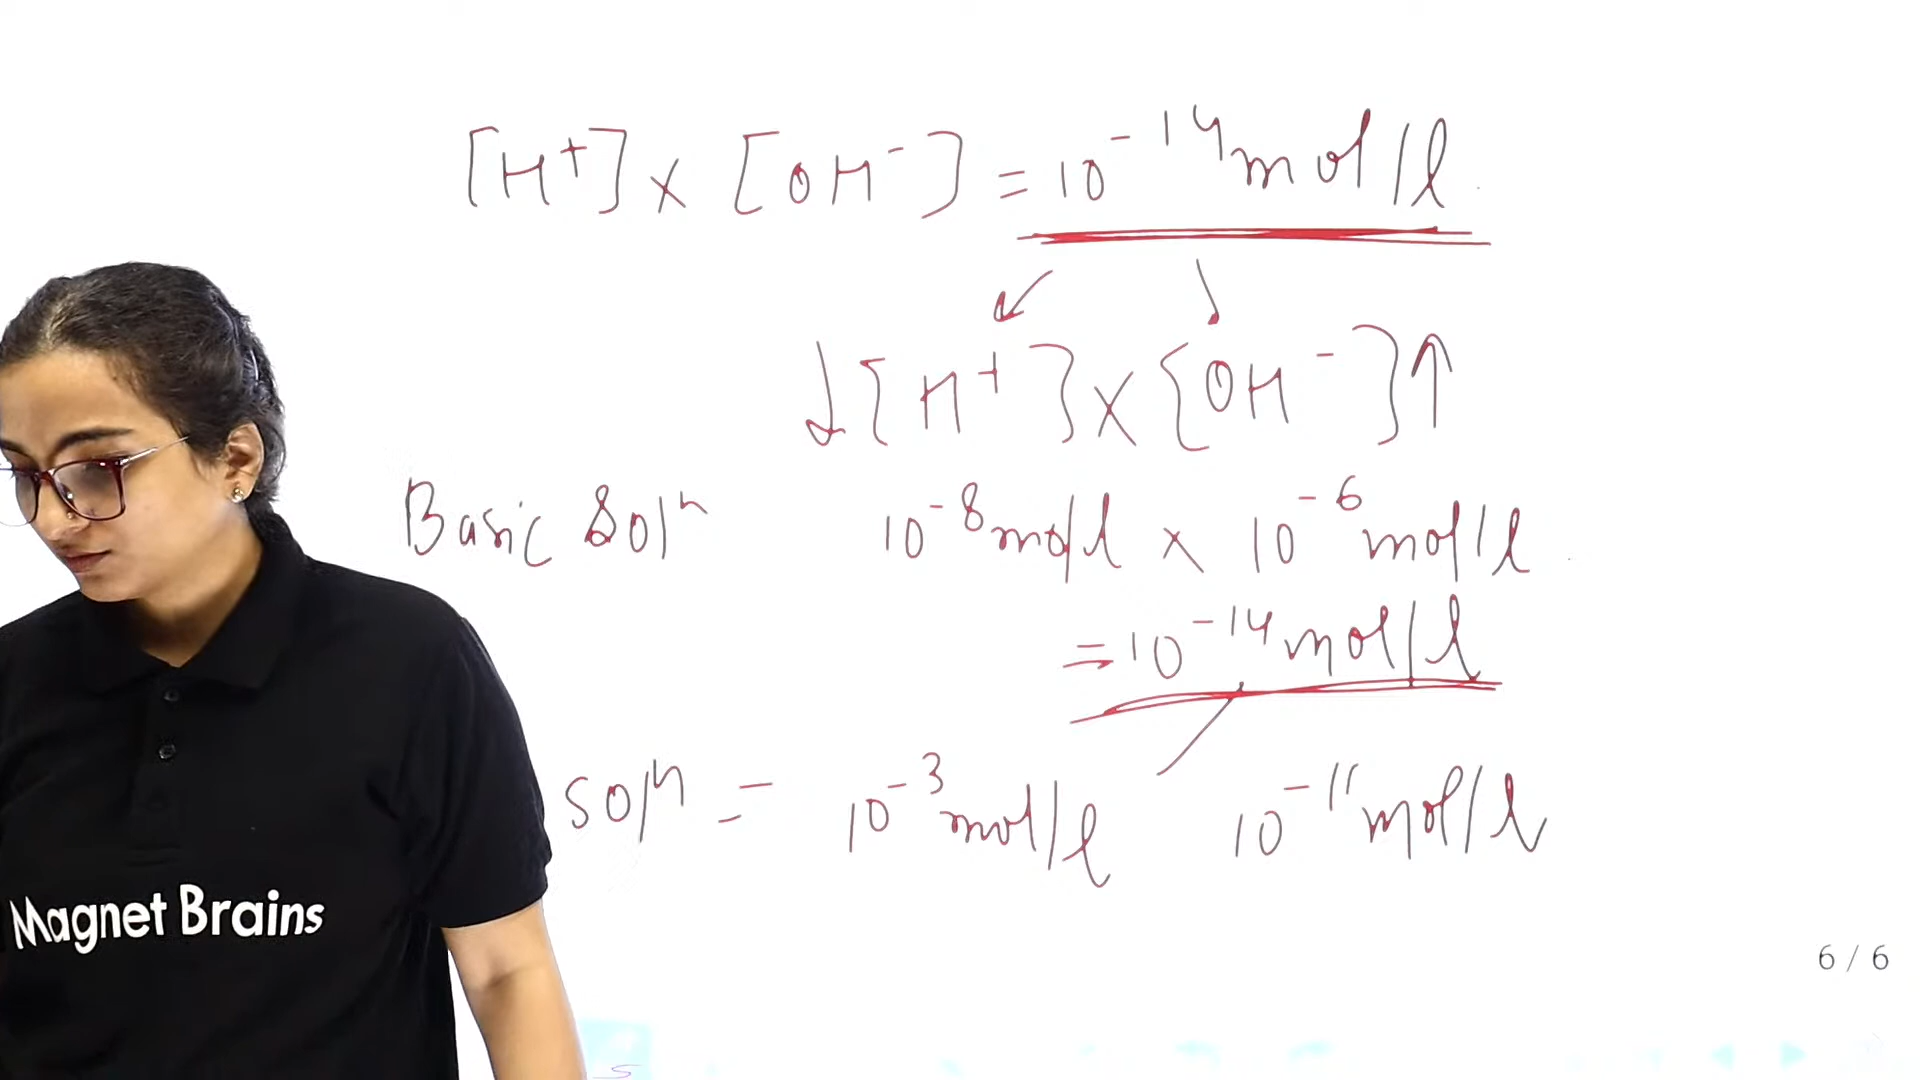 [H⁺] × [OH⁻] = 10⁻¹⁴ mol/l
↓[H⁺] × [OH⁻]↑
Basic Solⁿ 10⁻⁸ mol/l × 10⁻⁶ mol/l
= 10⁻¹⁴ mol/l
solⁿ = 10⁻³ mol/l 10⁻¹¹ mol/l
Magnet Brains
6 / 6